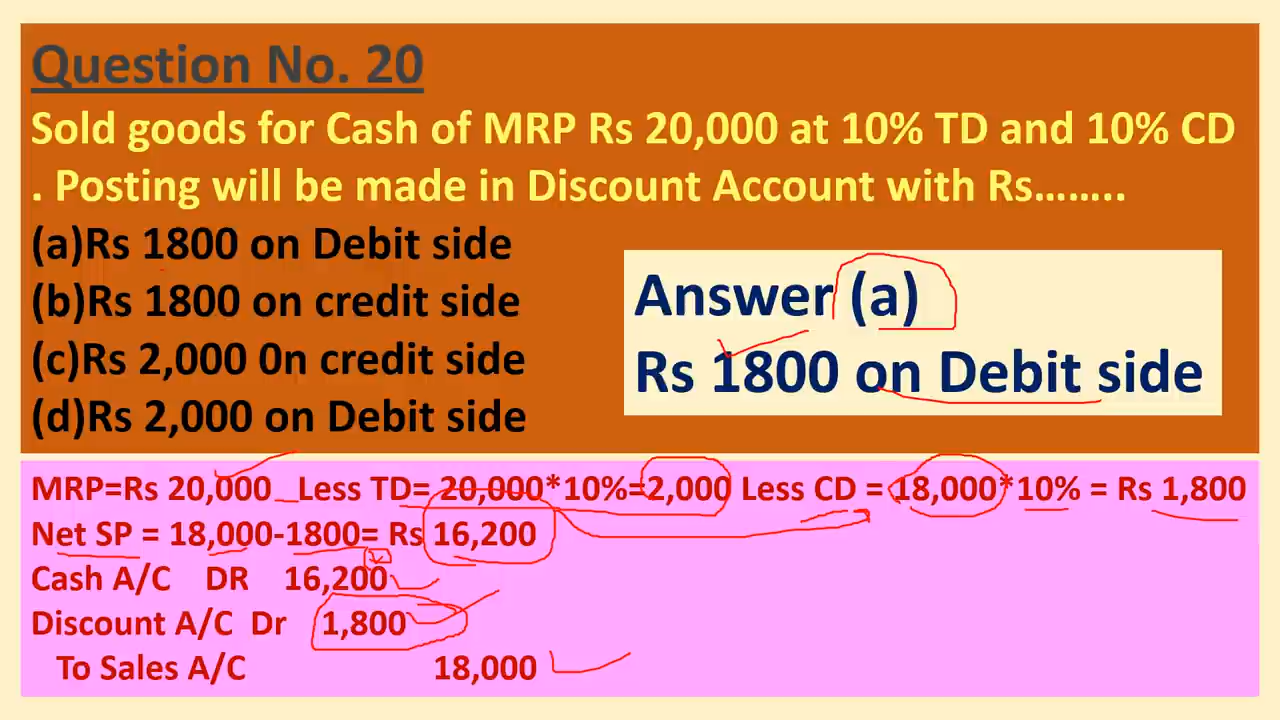 Question No. 20
Sold goods for Cash of MRP Rs 20,000 at 10% TD and 10% CD
. Posting will be made in Discount Account with Rs……..
(a)Rs 1800 on Debit side
(b)Rs 1800 on credit side
(c)Rs 2,000 0n credit side
(d)Rs 2,000 on Debit side
Answer (a)
Rs 1800 on Debit side
MRP=Rs 20,000 Less TD= 20,000*10%=2,000 Less CD = 18,000*10% = Rs 1,800
Net SP = 18,000-1800= Rs 16,200
Cash A/C DR 16,200
Discount A/C Dr 1,800
To Sales A/C 18,000